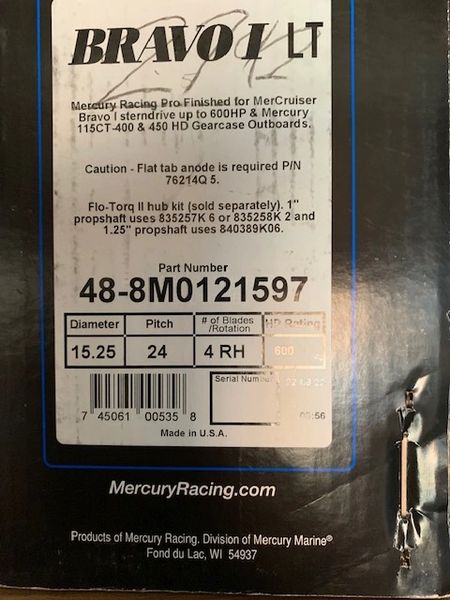 BRAVO I LT
Mercury Racing Pro Finished for MerCruiser
Bravo I sterndrive up to 600HP & Mercury
115CT-400 & 450 HD Gearcase Outboards.
Caution - Flat tab anode is required P/N
76214Q 5.
Flo-Torq II hub kit (sold separately). 1"
propshaft uses 835257K 6 or 835258K 2 and
1.25" propshaft uses 840389K06.
Part Number
48-8M0121597
Diameter Pitch # of Blades /Rotation HP Rating
15.25 24 4 RH 600
Serial Number
7 45061 00535 8
Made in U.S.A.
MercuryRacing.com
Products of Mercury Racing. Division of Mercury Marine®
Fond du Lac, WI 54937